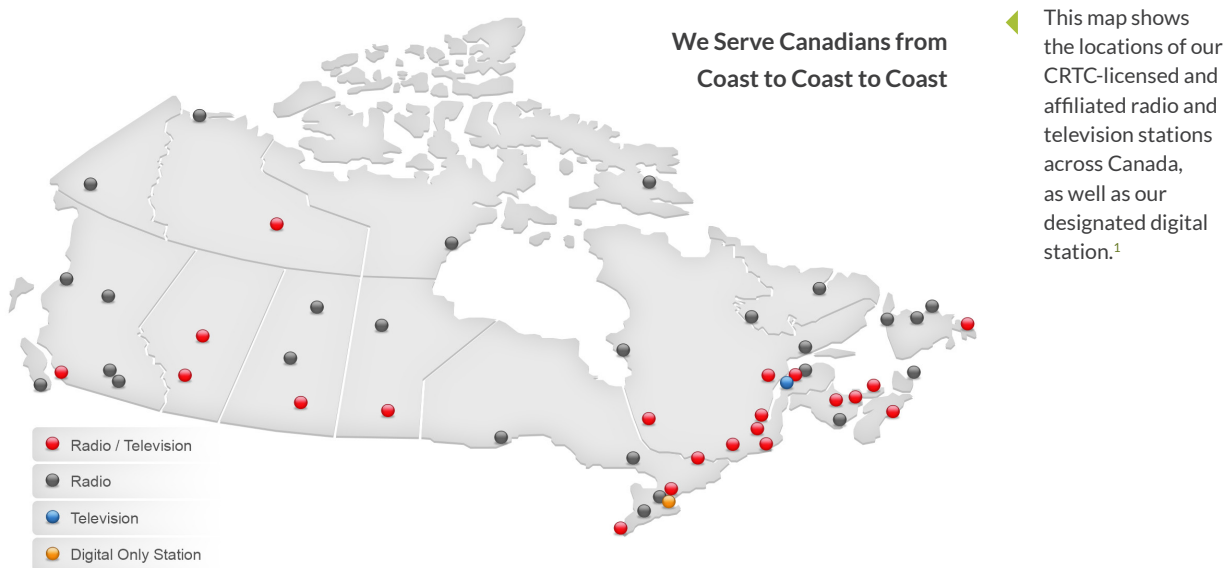 We Serve Canadians from
Coast to Coast to Coast
This map shows
the locations of our
CRTC-licensed and
affiliated radio and
television stations
across Canada,
as well as our
designated digital
station.1
Radio / Television
Radio
Television
Digital Only Station